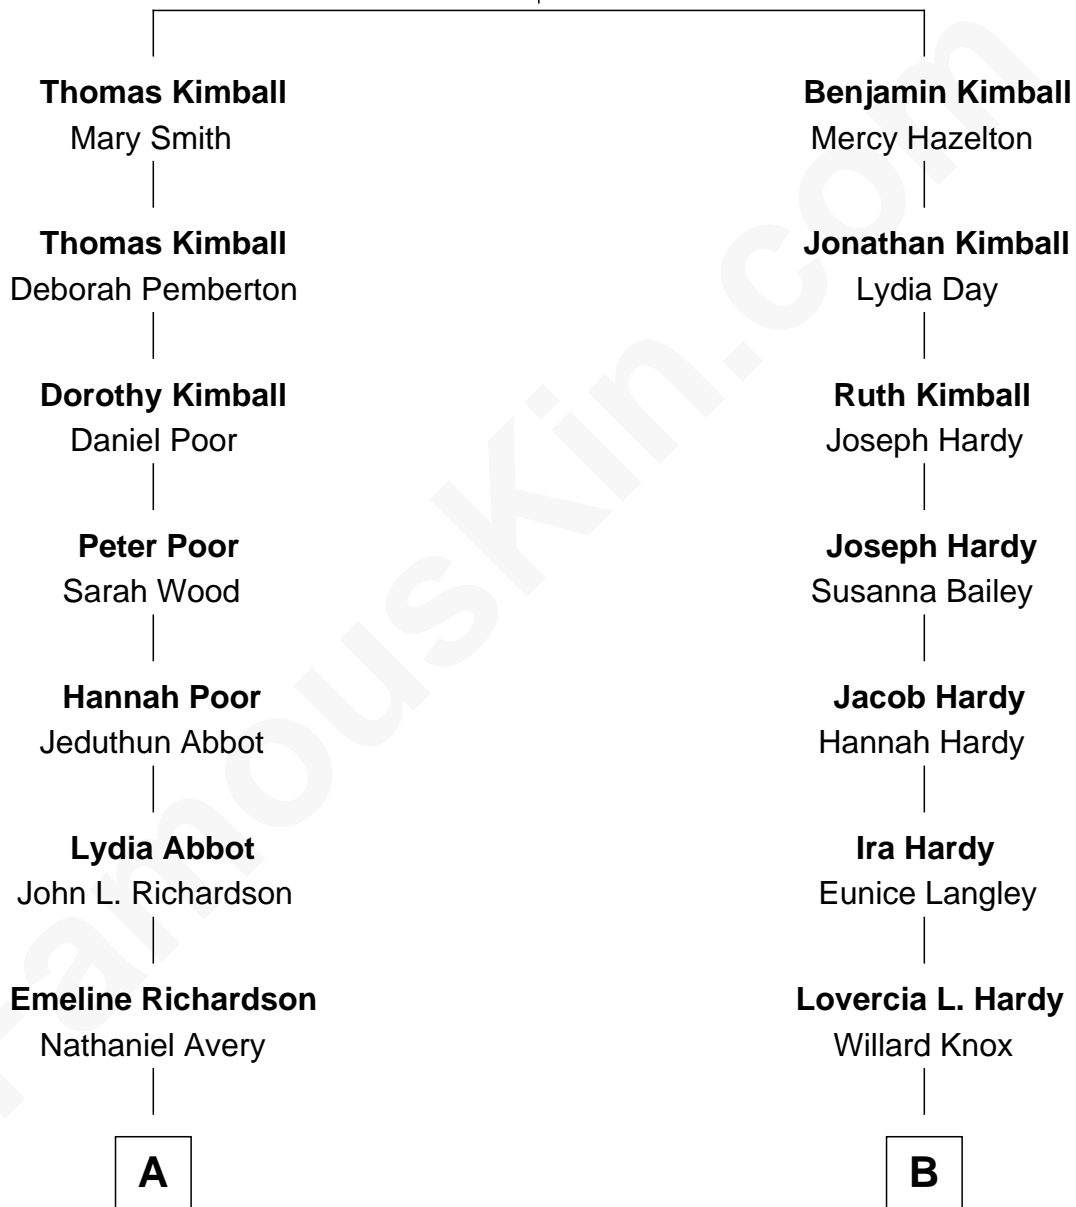 Thomas Kimball
Mary Smith
Thomas Kimball
Deborah Pemberton
Dorothy Kimball
Daniel Poor
Peter Poor
Sarah Wood
Hannah Poor
Jeduthun Abbot
Lydia Abbot
John L. Richardson
Emeline Richardson
Nathaniel Avery
A
Benjamin Kimball
Mercy Hazelton
Jonathan Kimball
Lydia Day
Ruth Kimball
Joseph Hardy
Joseph Hardy
Susanna Bailey
Jacob Hardy
Hannah Hardy
Ira Hardy
Eunice Langley
Lovercia L. Hardy
Willard Knox
B
FamousKin.com